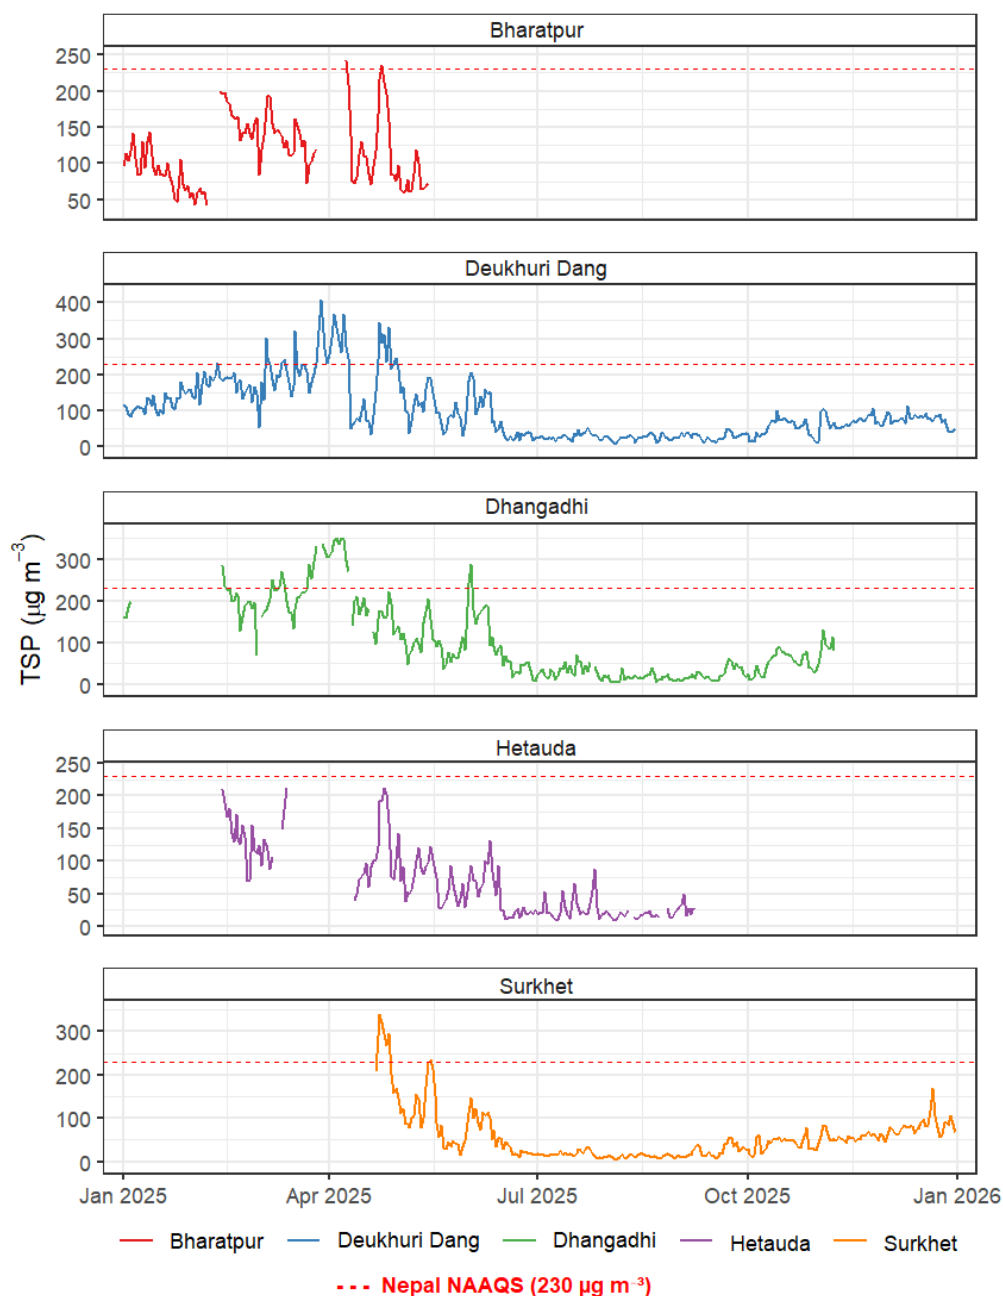 Bharatpur
250
200
150
100
50
Deukhuri Dang
400
300
200
100
0
Dhangadhi
300
200
100
0
TSP (µg m⁻³)
Hetauda
250
200
150
100
50
0
Surkhet
300
200
100
0
Jan 2025 Apr 2025 Jul 2025 Oct 2025 Jan 2026
Bharatpur Deukhuri Dang Dhangadhi Hetauda Surkhet
--- Nepal NAAQS (230 µg m⁻³)